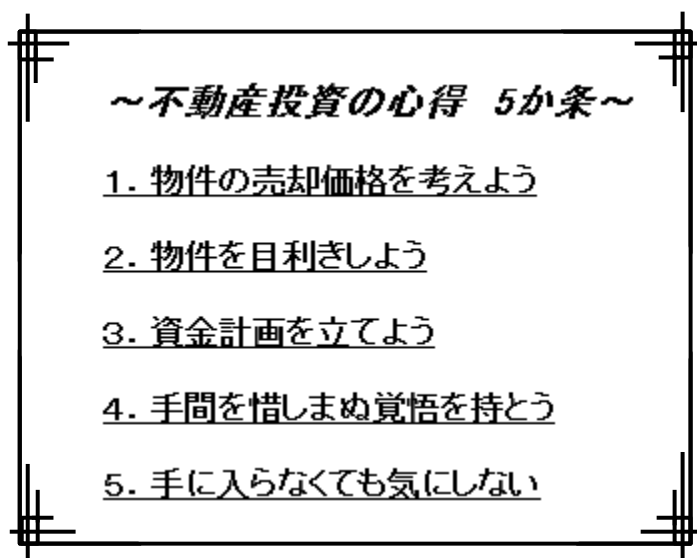 ～不動産投資の心得 5か条～
1. 物件の売却価格を考えよう
2. 物件を目利きしよう
3. 資金計画を立てよう
4. 手間を惜しまぬ覚悟を持とう
5. 手に入らなくても気にしない